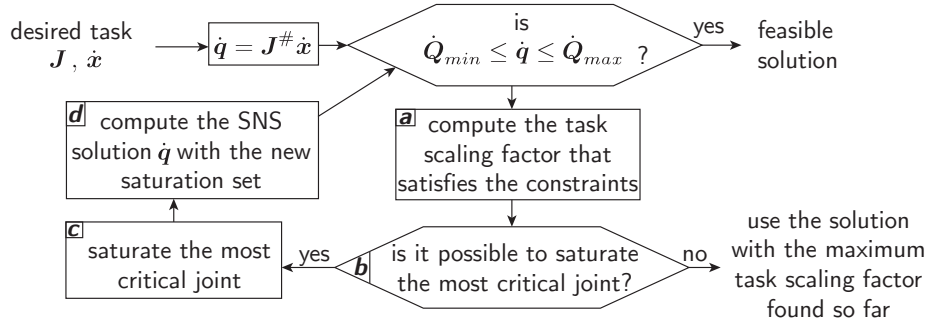 desired task
J , ẋ
q̇ = J^# ẋ
is
Q̇_min ≤ q̇ ≤ Q̇_max ?
yes
feasible
solution
d
compute the SNS
solution q̇ with the new
saturation set
a
compute the task
scaling factor that
satisfies the constraints
c
saturate the most
critical joint
yes
b
is it possible to saturate
the most critical joint?
no
use the solution
with the maximum
task scaling factor
found so far